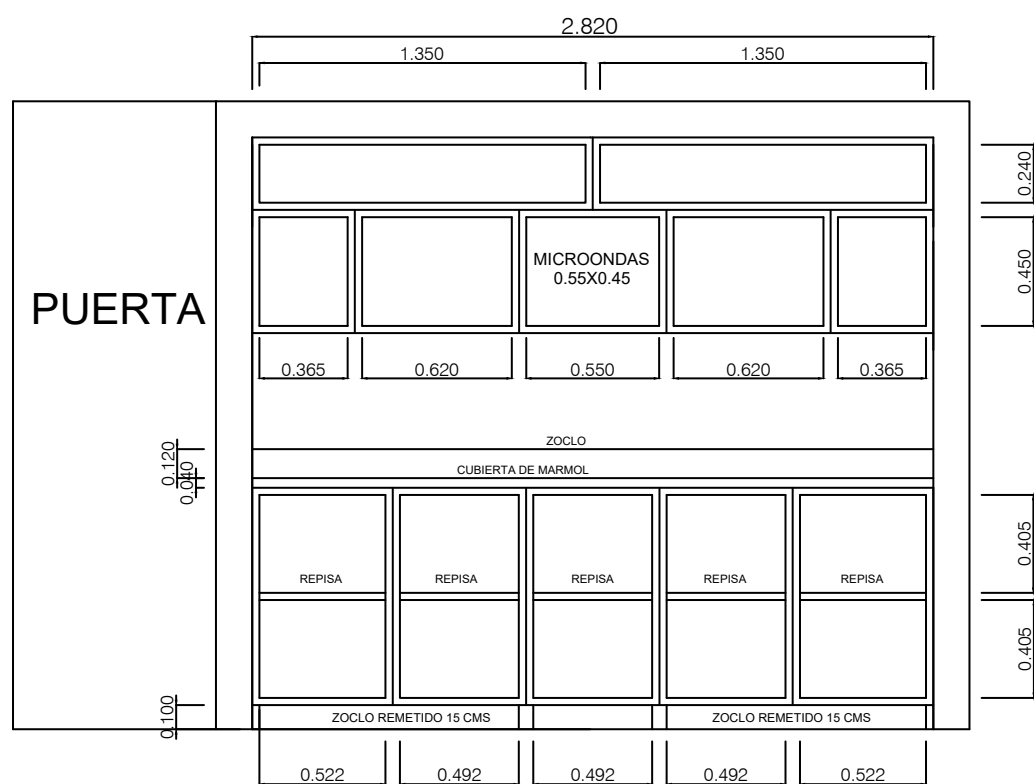 2.820
1.350
1.350
0.240
0.450
MICROONDAS
0.55X0.45
PUERTA
0.365
0.620
0.550
0.620
0.365
ZOCLO
0.120
CUBIERTA DE MARMOL
0.040
0.405
REPISA
REPISA
REPISA
REPISA
REPISA
0.405
0.100
ZOCLO REMETIDO 15 CMS
ZOCLO REMETIDO 15 CMS
0.522
0.492
0.492
0.492
0.522